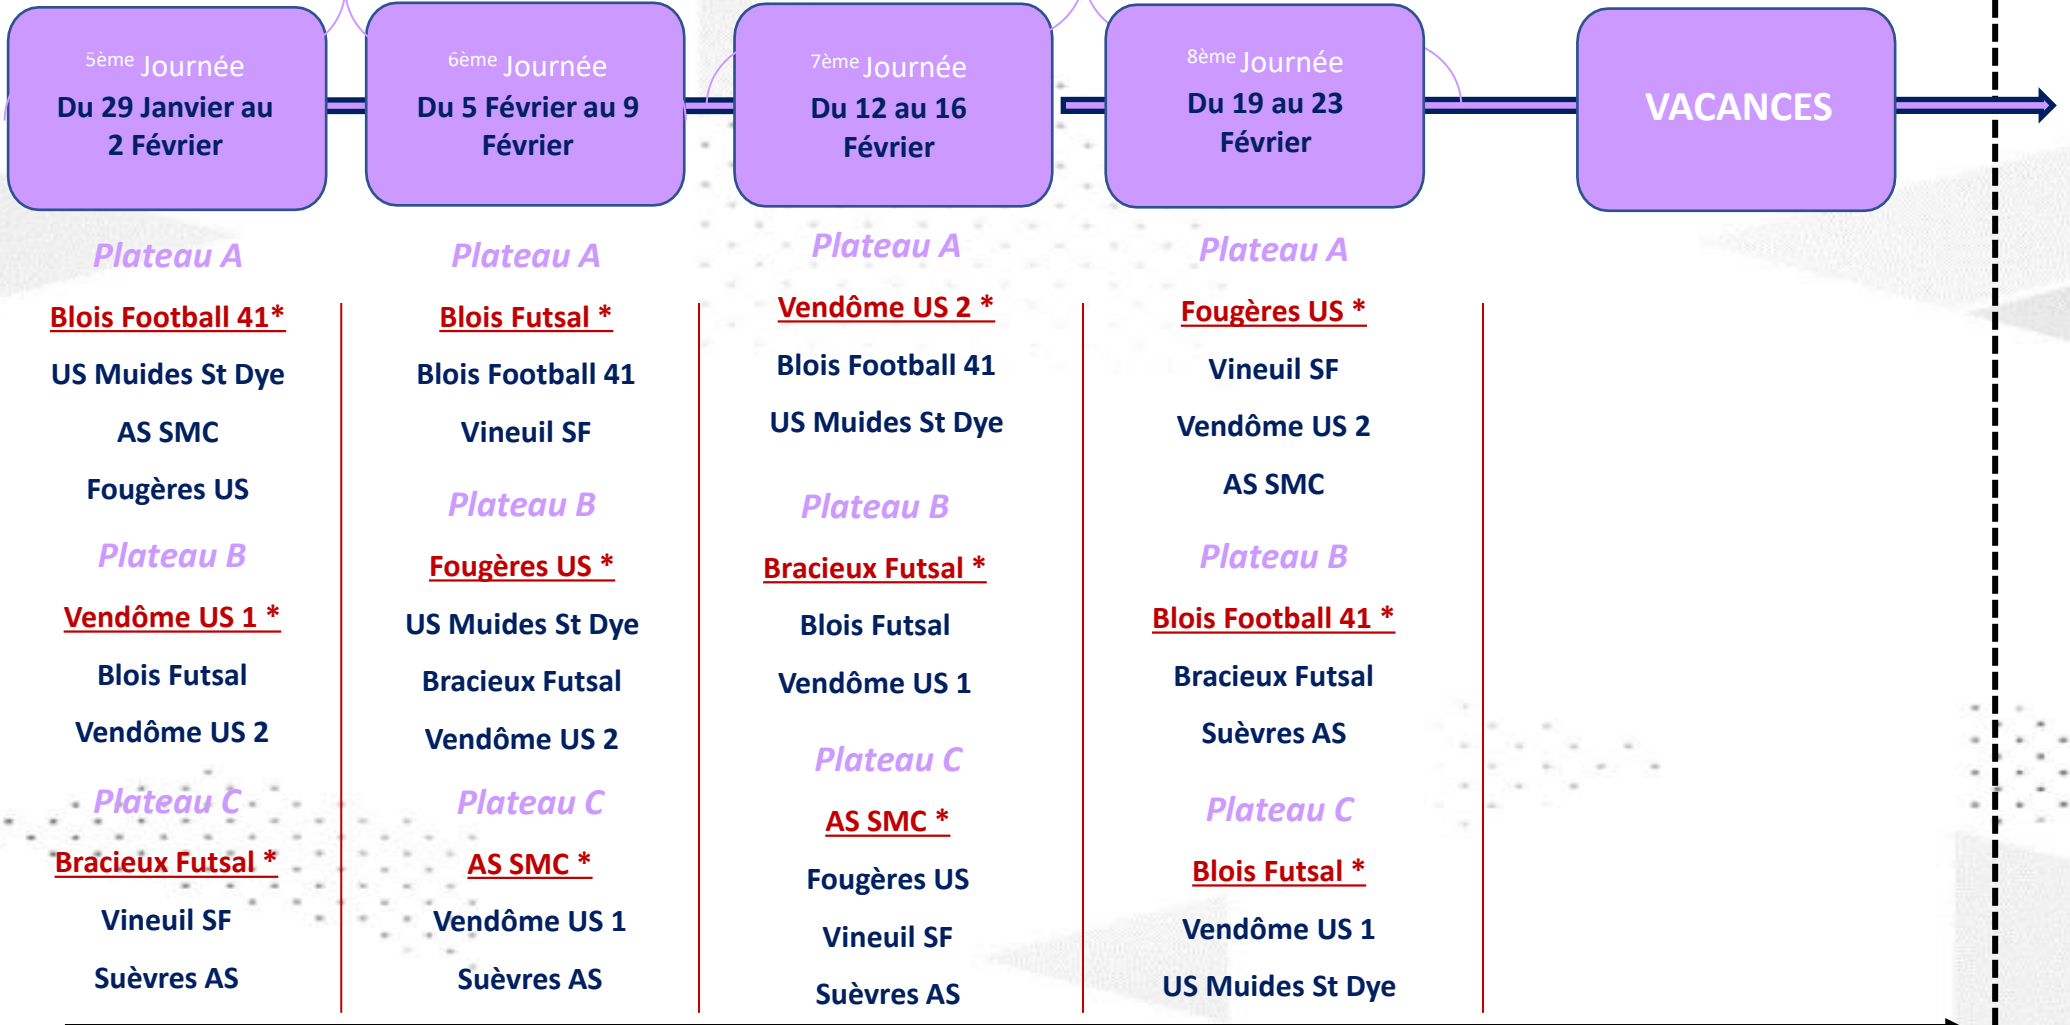 5ème Journée
Du 29 Janvier au
2 Février
Plateau A
Blois Football 41*
US Muides St Dye
AS SMC
Fougères US
Plateau B
Vendôme US 1 *
Blois Futsal
Vendôme US 2
Plateau C
Bracieux Futsal *
Vineuil SF
Suèvres AS
6ème Journée
Du 5 Février au 9
Février
Plateau A
Blois Futsal *
Blois Football 41
Vineuil SF
Plateau B
Fougères US *
US Muides St Dye
Bracieux Futsal
Vendôme US 2
Plateau C
AS SMC *
Vendôme US 1
Suèvres AS
7ème Journée
Du 12 au 16
Février
Plateau A
Vendôme US 2 *
Blois Football 41
US Muides St Dye
Plateau B
Bracieux Futsal *
Blois Futsal
Vendôme US 1
Plateau C
AS SMC *
Fougères US
Vineuil SF
Suèvres AS
8ème Journée
Du 19 au 23
Février
Plateau A
Fougères US *
Vineuil SF
Vendôme US 2
AS SMC
Plateau B
Blois Football 41 *
Bracieux Futsal
Suèvres AS
Plateau C
Blois Futsal *
Vendôme US 1
US Muides St Dye
VACANCES